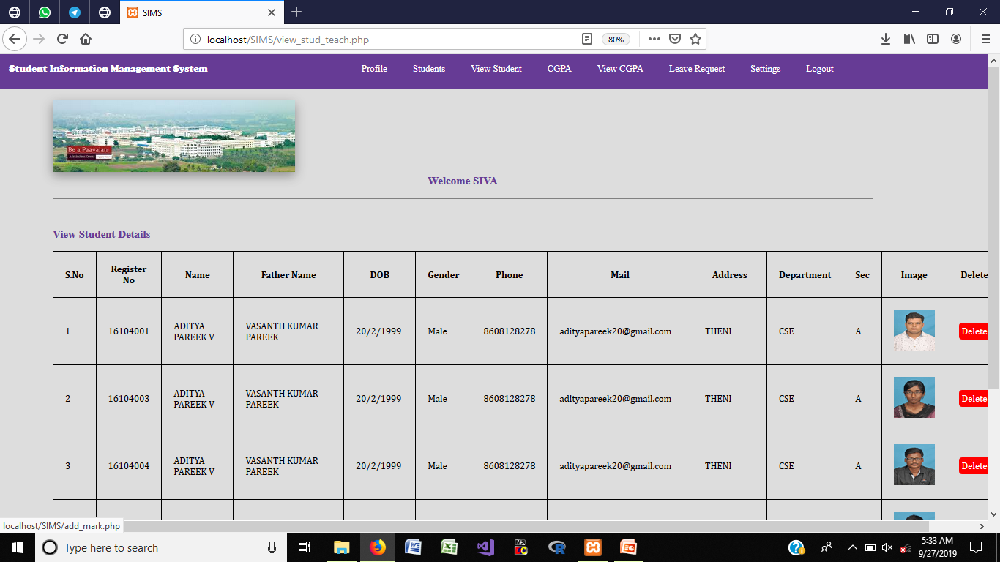 SIMS
localhost/SIMS/view_stud_teach.php
80%
Student Information Management System
Profile Students View Student CGPA View CGPA Leave Request Settings Logout
Be a Paavaian
Welcome SIVA
View Student Details
S.No Register No Name Father Name DOB Gender Phone Mail Address Department Sec Image Delete
1 16104001 ADITYA PAREEK V VASANTH KUMAR PAREEK 20/2/1999 Male 8608128278 adityapareek20@gmail.com THENI CSE A Delete
2 16104003 ADITYA PAREEK V VASANTH KUMAR PAREEK 20/2/1999 Male 8608128278 adityapareek20@gmail.com THENI CSE A Delete
3 16104004 ADITYA PAREEK V VASANTH KUMAR PAREEK 20/2/1999 Male 8608128278 adityapareek20@gmail.com THENI CSE A Delete
localhost/SIMS/add_mark.php
Type here to search
5:33 AM
9/27/2019